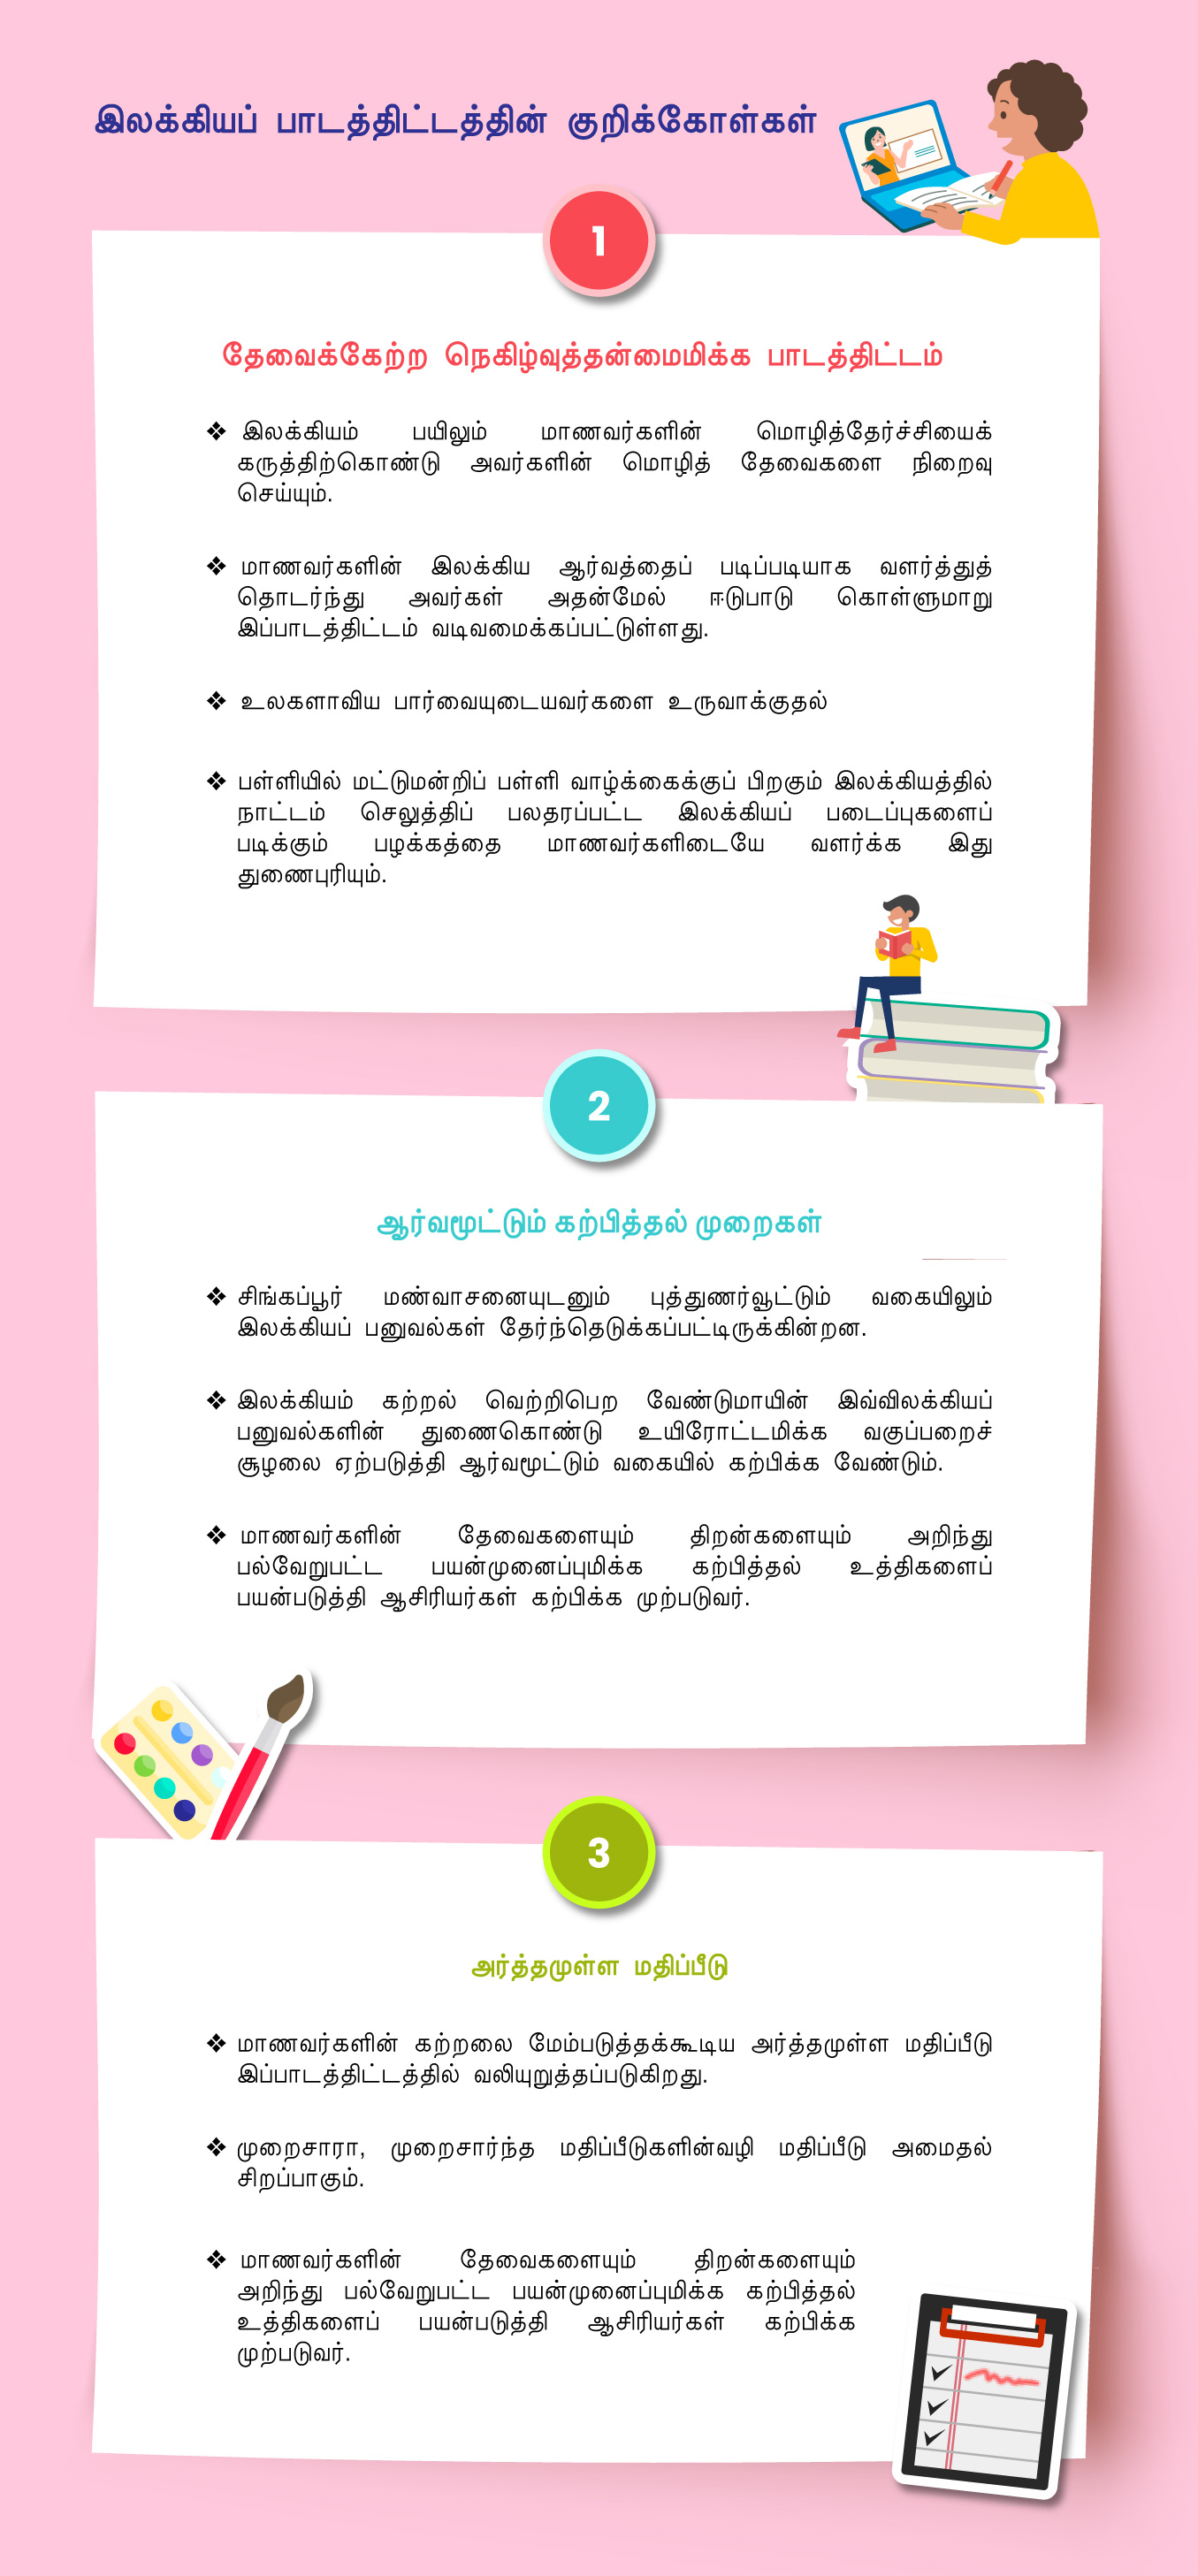 இலக்கியப் பாடத்திட்டத்தின் குறிக்கோள்கள்
1
தேவைக்கேற்ற நெகிழ்வுத்தன்மைமிக்க பாடத்திட்டம்
❖ இலக்கியம் பயிலும் மாணவர்களின் மொழித்தேர்ச்சியைக்
கருத்திற்கொண்டு அவர்களின் மொழித் தேவைகளை நிறைவு
செய்யும்.
❖ மாணவர்களின் இலக்கிய ஆர்வத்தைப் படிப்படியாக வளர்த்துத்
தொடர்ந்து அவர்கள் அதன்மேல் ஈடுபாடு கொள்ளுமாறு
இப்பாடத்திட்டம் வடிவமைக்கப்பட்டுள்ளது.
❖ உலகளாவிய பார்வையுடையவர்களை உருவாக்குதல்
❖ பள்ளியில் மட்டுமன்றிப் பள்ளி வாழ்க்கைக்குப் பிறகும் இலக்கியத்தில்
நாட்டம் செலுத்திப் பலதரப்பட்ட இலக்கியப் படைப்புகளைப்
படிக்கும் பழக்கத்தை மாணவர்களிடையே வளர்க்க இது
துணைபுரியும்.
2
ஆர்வமூட்டும் கற்பித்தல் முறைகள்
❖ சிங்கப்பூர் மண்வாசனையுடனும் புத்துணர்வூட்டும் வகையிலும்
இலக்கியப் பனுவல்கள் தேர்ந்தெடுக்கப்பட்டிருக்கின்றன.
❖ இலக்கியம் கற்றல் வெற்றிபெற வேண்டுமாயின் இவ்விலக்கியப்
பனுவல்களின் துணைகொண்டு உயிரோட்டமிக்க வகுப்பறைச்
சூழலை ஏற்படுத்தி ஆர்வமூட்டும் வகையில் கற்பிக்க வேண்டும்.
❖ மாணவர்களின் தேவைகளையும் திறன்களையும் அறிந்து
பல்வேறுபட்ட பயன்முனைப்புமிக்க கற்பித்தல் உத்திகளைப்
பயன்படுத்தி ஆசிரியர்கள் கற்பிக்க முற்படுவர்.
3
அர்த்தமுள்ள மதிப்பீடு
❖ மாணவர்களின் கற்றலை மேம்படுத்தக்கூடிய அர்த்தமுள்ள மதிப்பீடு
இப்பாடத்திட்டத்தில் வலியுறுத்தப்படுகிறது.
❖ முறைசாரா, முறைசார்ந்த மதிப்பீடுகளின்வழி மதிப்பீடு அமைதல்
சிறப்பாகும்.
❖ மாணவர்களின் தேவைகளையும் திறன்களையும்
அறிந்து பல்வேறுபட்ட பயன்முனைப்புமிக்க கற்பித்தல்
உத்திகளைப் பயன்படுத்தி ஆசிரியர்கள் கற்பிக்க
முற்படுவர்.